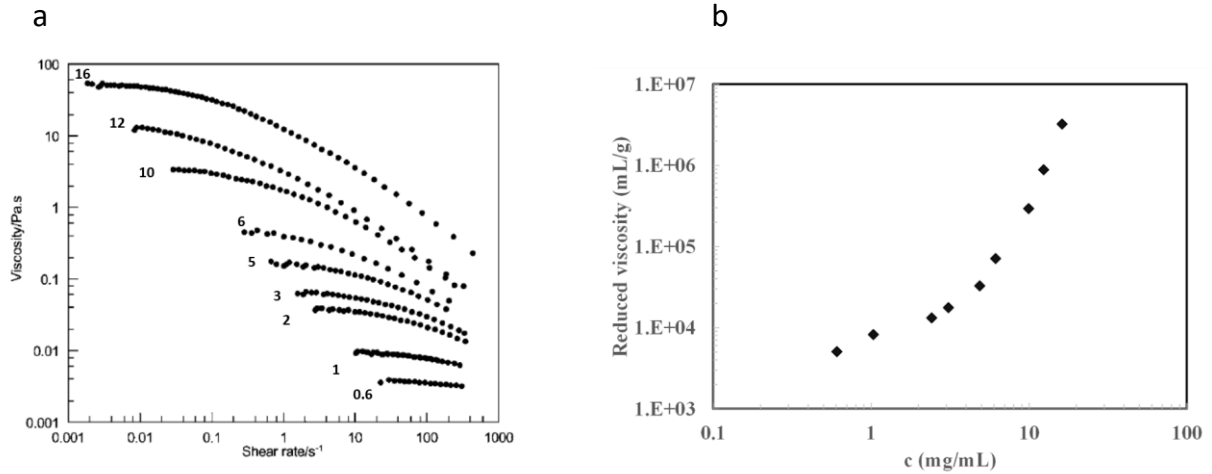 a
100
16
12
10
10
1
6
5
0.1
3
2
0.01
1
0.6
0.001
0.001
0.01
0.1
1
10
100
1000
Viscosity/Pa.s
Shear rate/s-1
b
1.E+07
1.E+06
1.E+05
1.E+04
1.E+03
0.1
1
10
100
Reduced viscosity (mL/g)
c (mg/mL)